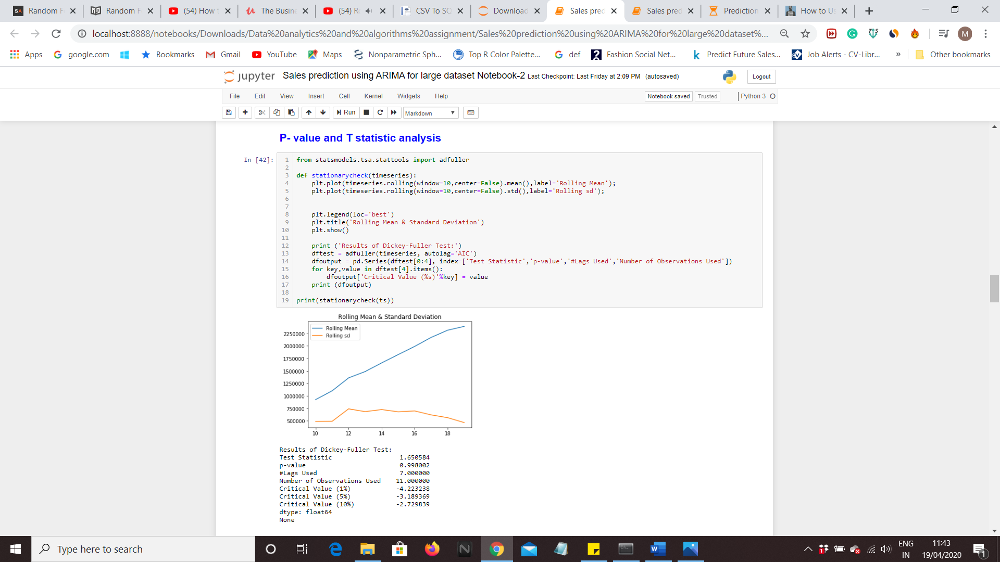 Random F
Random F
(54) How t
The Busine
(54) R
CSV To SQ
Download
Sales pred
Sales pred
Prediction
How to Us
localhost:8888/notebooks/Downloads/Data%20analytics%20and%20algorithms%20assignment/Sales%20prediction%20using%20ARIMA%20for%20large%20dataset%...
M
Apps
google.com
Bookmarks
Gmail
YouTube
Maps
Nonparametric Sph...
Top R Color Palette...
def
Fashion Social Net...
Predict Future Sales...
Job Alerts - CV-Libr...
»
Other bookmarks
jupyter Sales prediction using ARIMA for large dataset Notebook-2 Last Checkpoint: Last Friday at 2:09 PM (autosaved)
Logout
File Edit View Insert Cell Kernel Widgets Help
Notebook saved Trusted Python 3
Run Markdown
P- value and T statistic analysis
In [42]:
1 from statsmodels.tsa.stattools import adfuller
2
3 def stationarycheck(timeseries):
4     plt.plot(timeseries.rolling(window=10,center=False).mean(),label='Rolling Mean');
5     plt.plot(timeseries.rolling(window=10,center=False).std(),label='Rolling sd');
6
7
8     plt.legend(loc='best')
9     plt.title('Rolling Mean & Standard Deviation')
10     plt.show()
11
12     print ('Results of Dickey-Fuller Test:')
13     dftest = adfuller(timeseries, autolag='AIC')
14     dfoutput = pd.Series(dftest[0:4], index=['Test Statistic','p-value','#Lags Used','Number of Observations Used'])
15     for key,value in dftest[4].items():
16         dfoutput['Critical Value (%s)'%key] = value
17     print (dfoutput)
18
19 print(stationarycheck(ts))
Rolling Mean & Standard Deviation
Rolling Mean
Rolling sd
2250000
2000000
1750000
1500000
1250000
1000000
750000
500000
10 12 14 16 18
Results of Dickey-Fuller Test:
Test Statistic 1.650584
p-value 0.998002
#Lags Used 7.000000
Number of Observations Used 11.000000
Critical Value (1%) -4.223238
Critical Value (5%) -3.189369
Critical Value (10%) -2.729839
dtype: float64
None
Type here to search
ENG
IN
11:43
19/04/2020
1